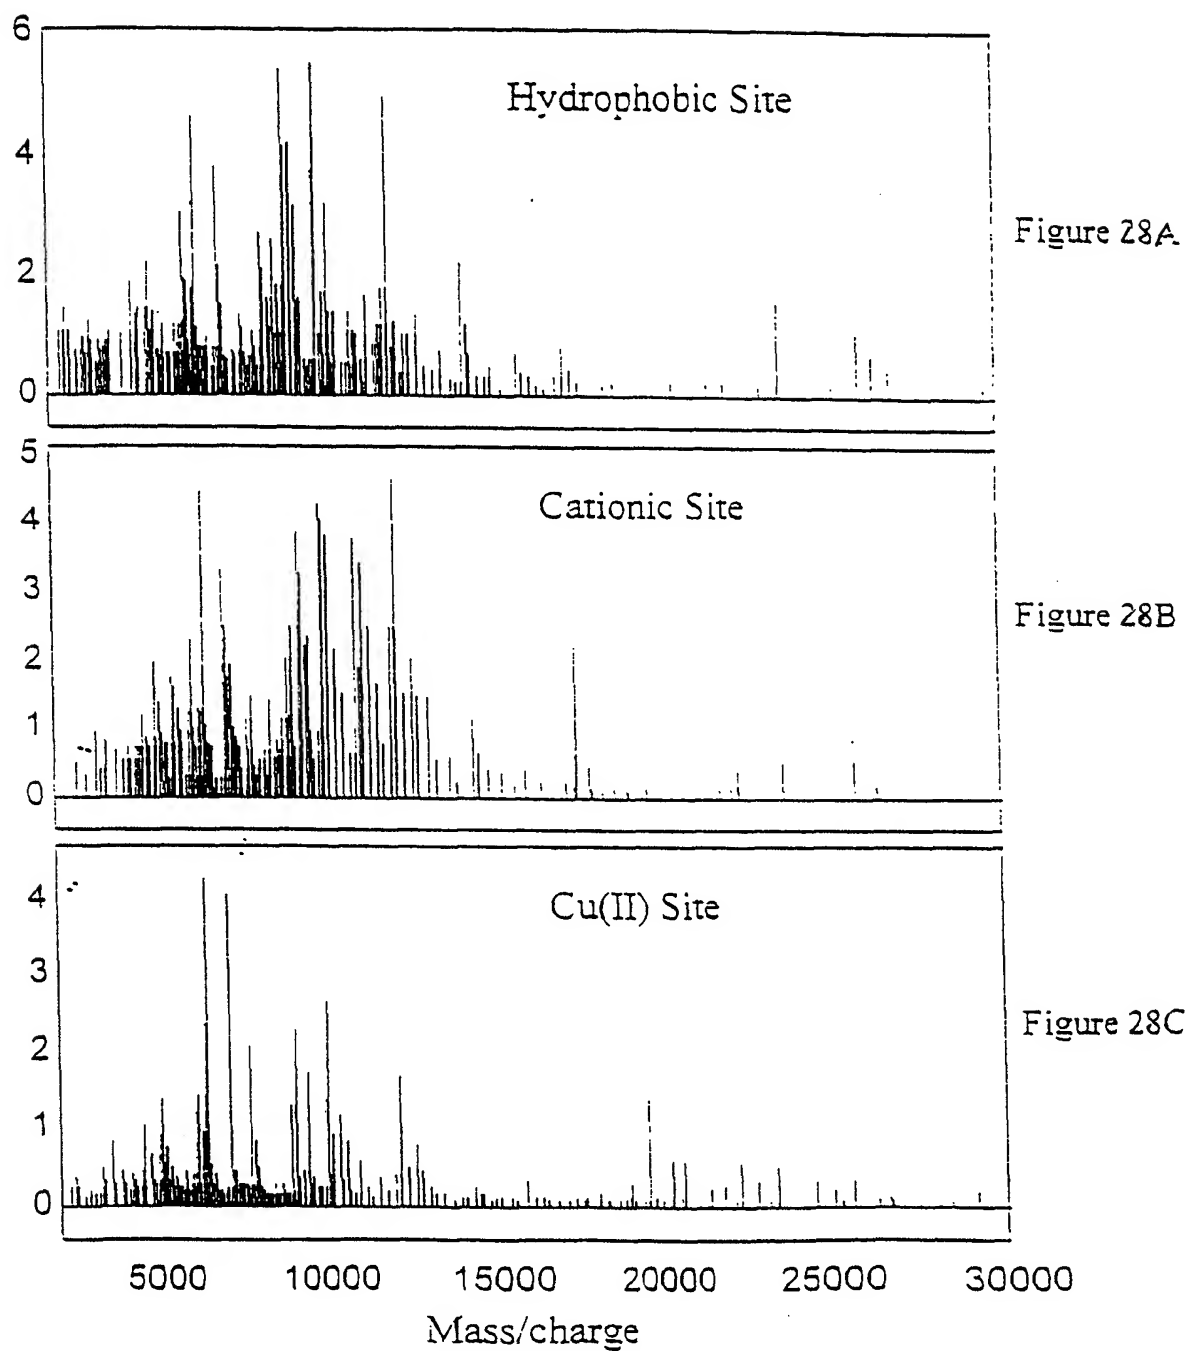 6
Hydrophobic Site
4
Figure 28A
2
0
5
Cationic Site
4
3
Figure 28B
2
1
0
Cu(II) Site
4
3
Figure 28C
2
1
0
5000 10000 15000 20000 25000 30000
Mass/charge